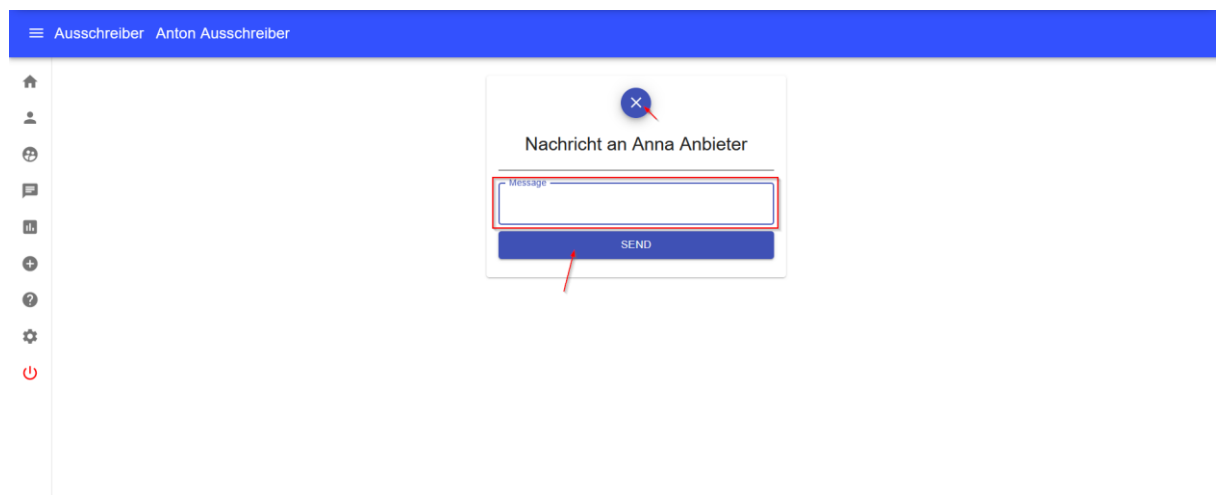 Ausschreiber Anton Ausschreiber
Nachricht an Anna Anbieter
Message
SEND